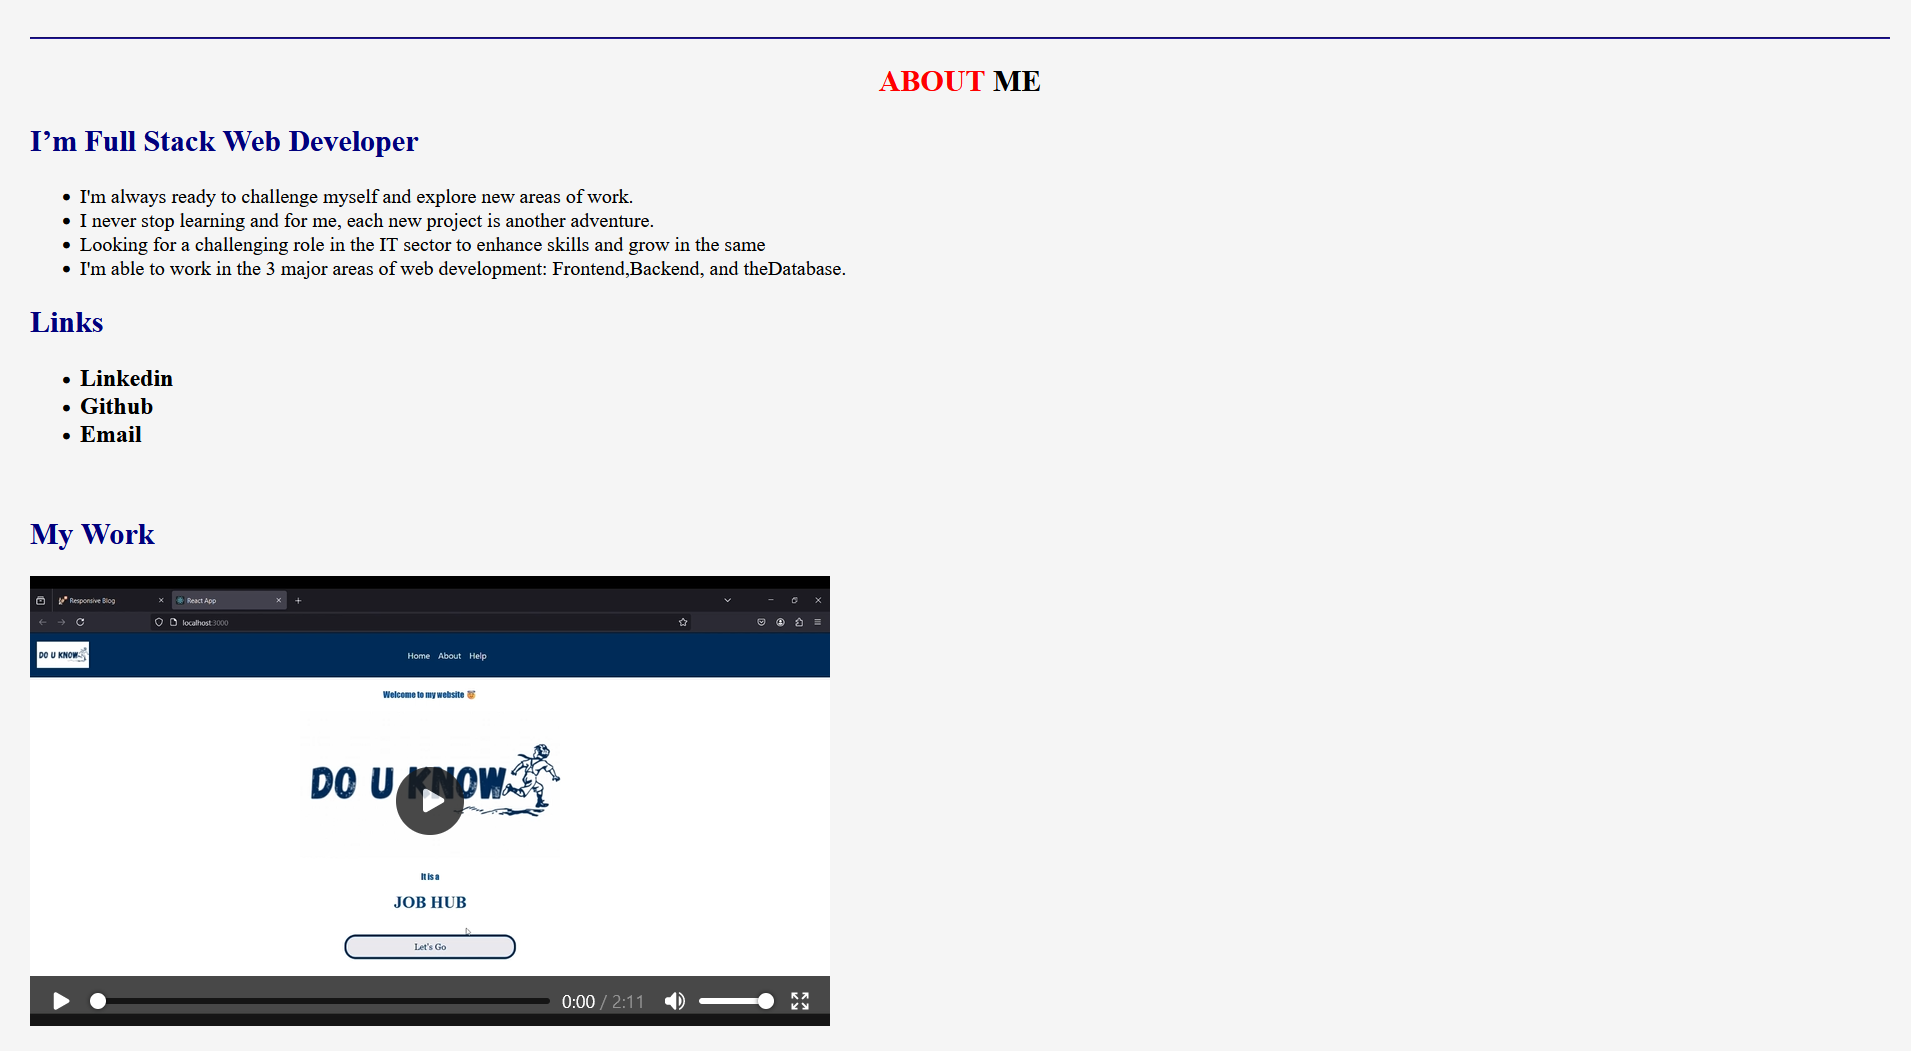 ABOUT ME
I’m Full Stack Web Developer
I'm always ready to challenge myself and explore new areas of work.
I never stop learning and for me, each new project is another adventure.
Looking for a challenging role in the IT sector to enhance skills and grow in the same
I'm able to work in the 3 major areas of web development: Frontend,Backend, and theDatabase.
Links
Linkedin
Github
Email
My Work
Responsive Blog
React App
localhost:3000
DO U KNOW
Home About Help
Welcome to my website
DO U KNOW
It is a
JOB HUB
Let's Go
0:00 / 2:11